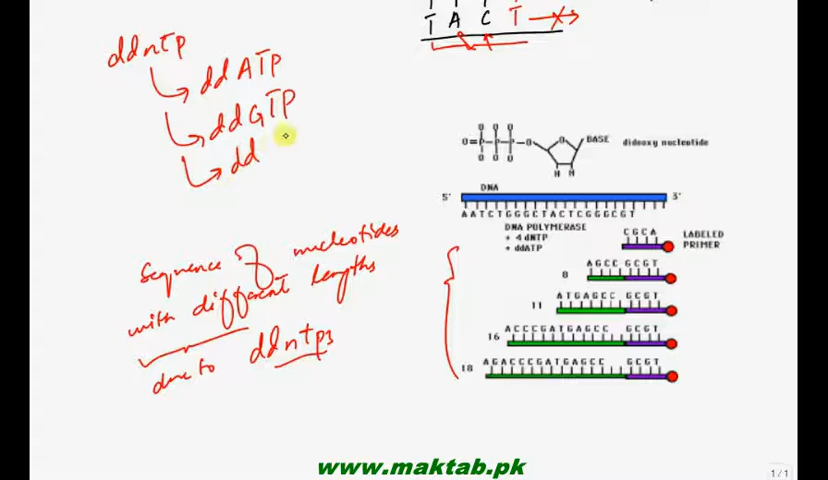 T A C T
ddnTp
ddATP
ddGTP
dd
Sequence of nucleotides
with different lengths
due to ddntps
O O O
O=P-P-P-O
O
BASE
O O O
H H
dideoxy nucleotide
DNA
5'
3'
AATCTGGGCTACTCGGGCGT
DNA POLYMERASE
+ 4 dNTP
+ ddATP
CGCA
LABELED
PRIMER
AGCC GCGT
8
ATGAGCC GCGT
11
ACCCGATGAGCC GCGT
16
AGACCCGATGAGCC GCGT
18
www.maktab.pk
1/1